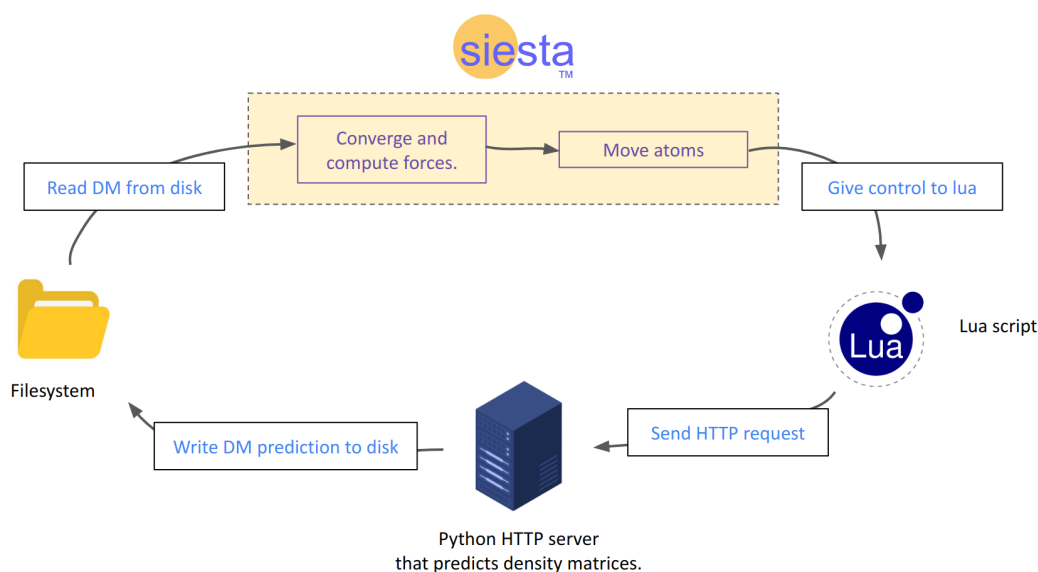 siesta
TM
Converge and
compute forces.
Move atoms
Read DM from disk
Give control to lua
Lua
Lua script
Filesystem
Send HTTP request
Write DM prediction to disk
Python HTTP server
that predicts density matrices.